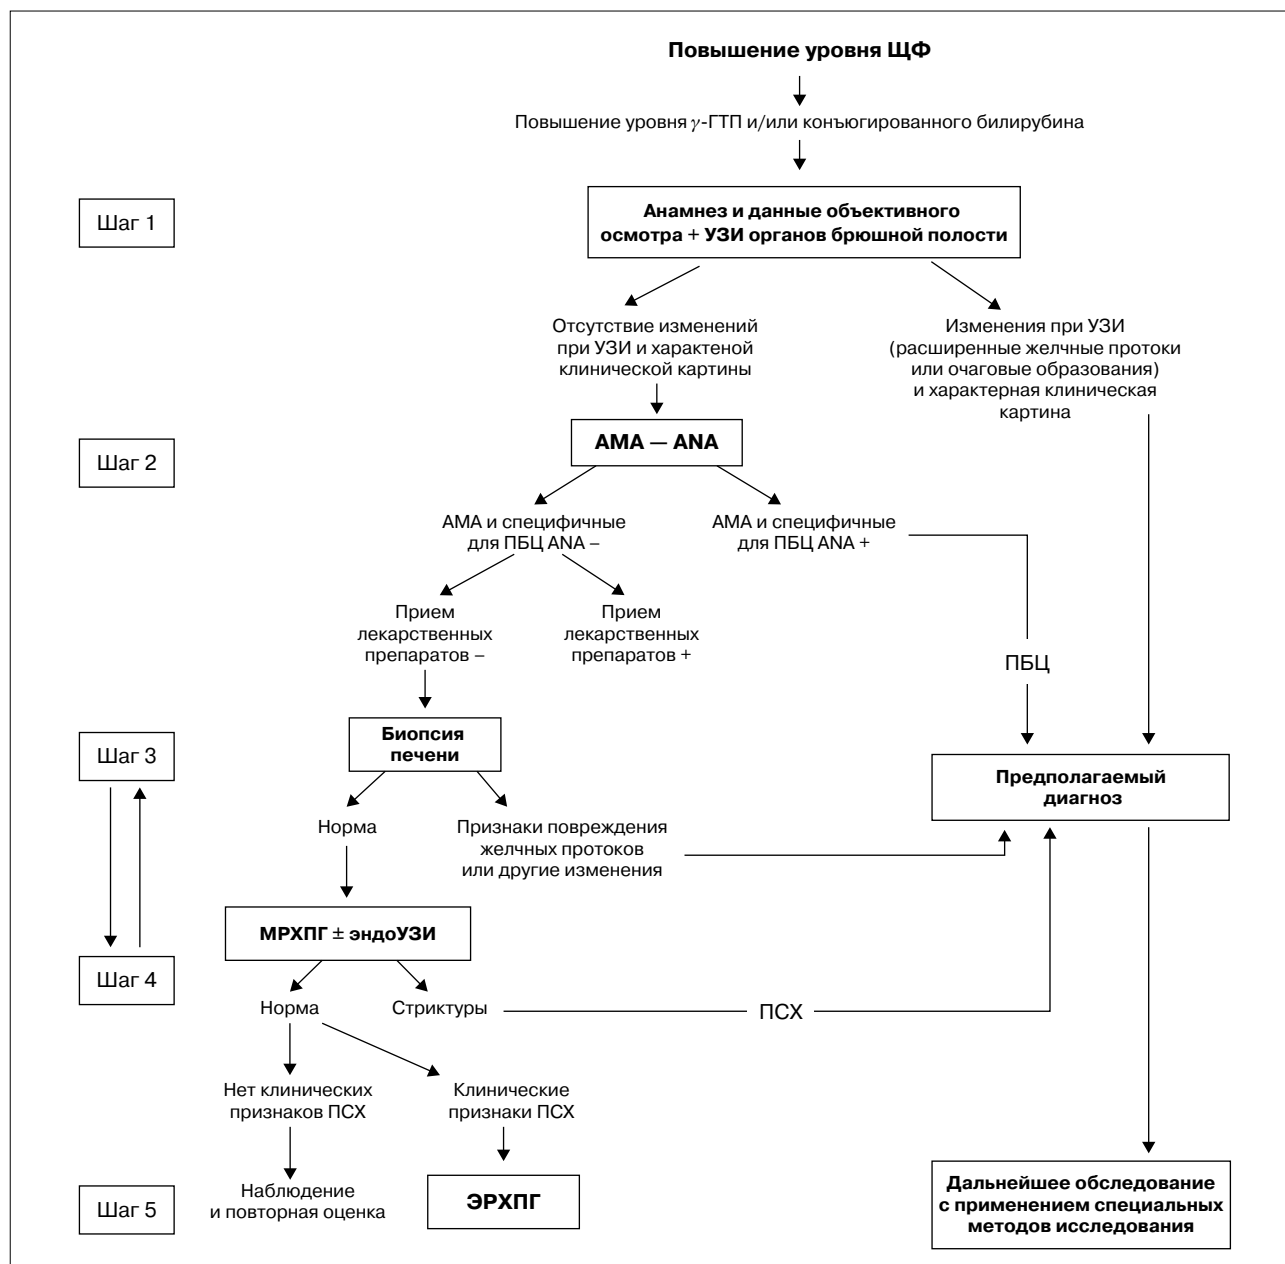 Повышение уровня ЩФ
Повышение уровня γ-ГТП и/или конъюгированного билирубина
Шаг 1
Анамнез и данные объективного
осмотра + УЗИ органов брюшной полости
Отсутствие изменений
при УЗИ и характеной
клинической картины
Изменения при УЗИ
(расширенные желчные протоки
или очаговые образования)
и характерная клиническая
картина
Шаг 2
AMA — ANA
АМА и специфичные
для ПБЦ ANA –
АМА и специфичные
для ПБЦ ANA +
Прием
лекарственных
препаратов –
Прием
лекарственных
препаратов +
ПБЦ
Шаг 3
Биопсия
печени
Предполагаемый
диагноз
Норма
Признаки повреждения
желчных протоков
или другие изменения
МРХПГ ± эндоУЗИ
Шаг 4
Норма
Стриктуры
ПСХ
Нет клинических
признаков ПСХ
Клинические
признаки ПСХ
Шаг 5
Наблюдение
и повторная оценка
ЭРХПГ
Дальнейшее обследование
с применением специальных
методов исследования